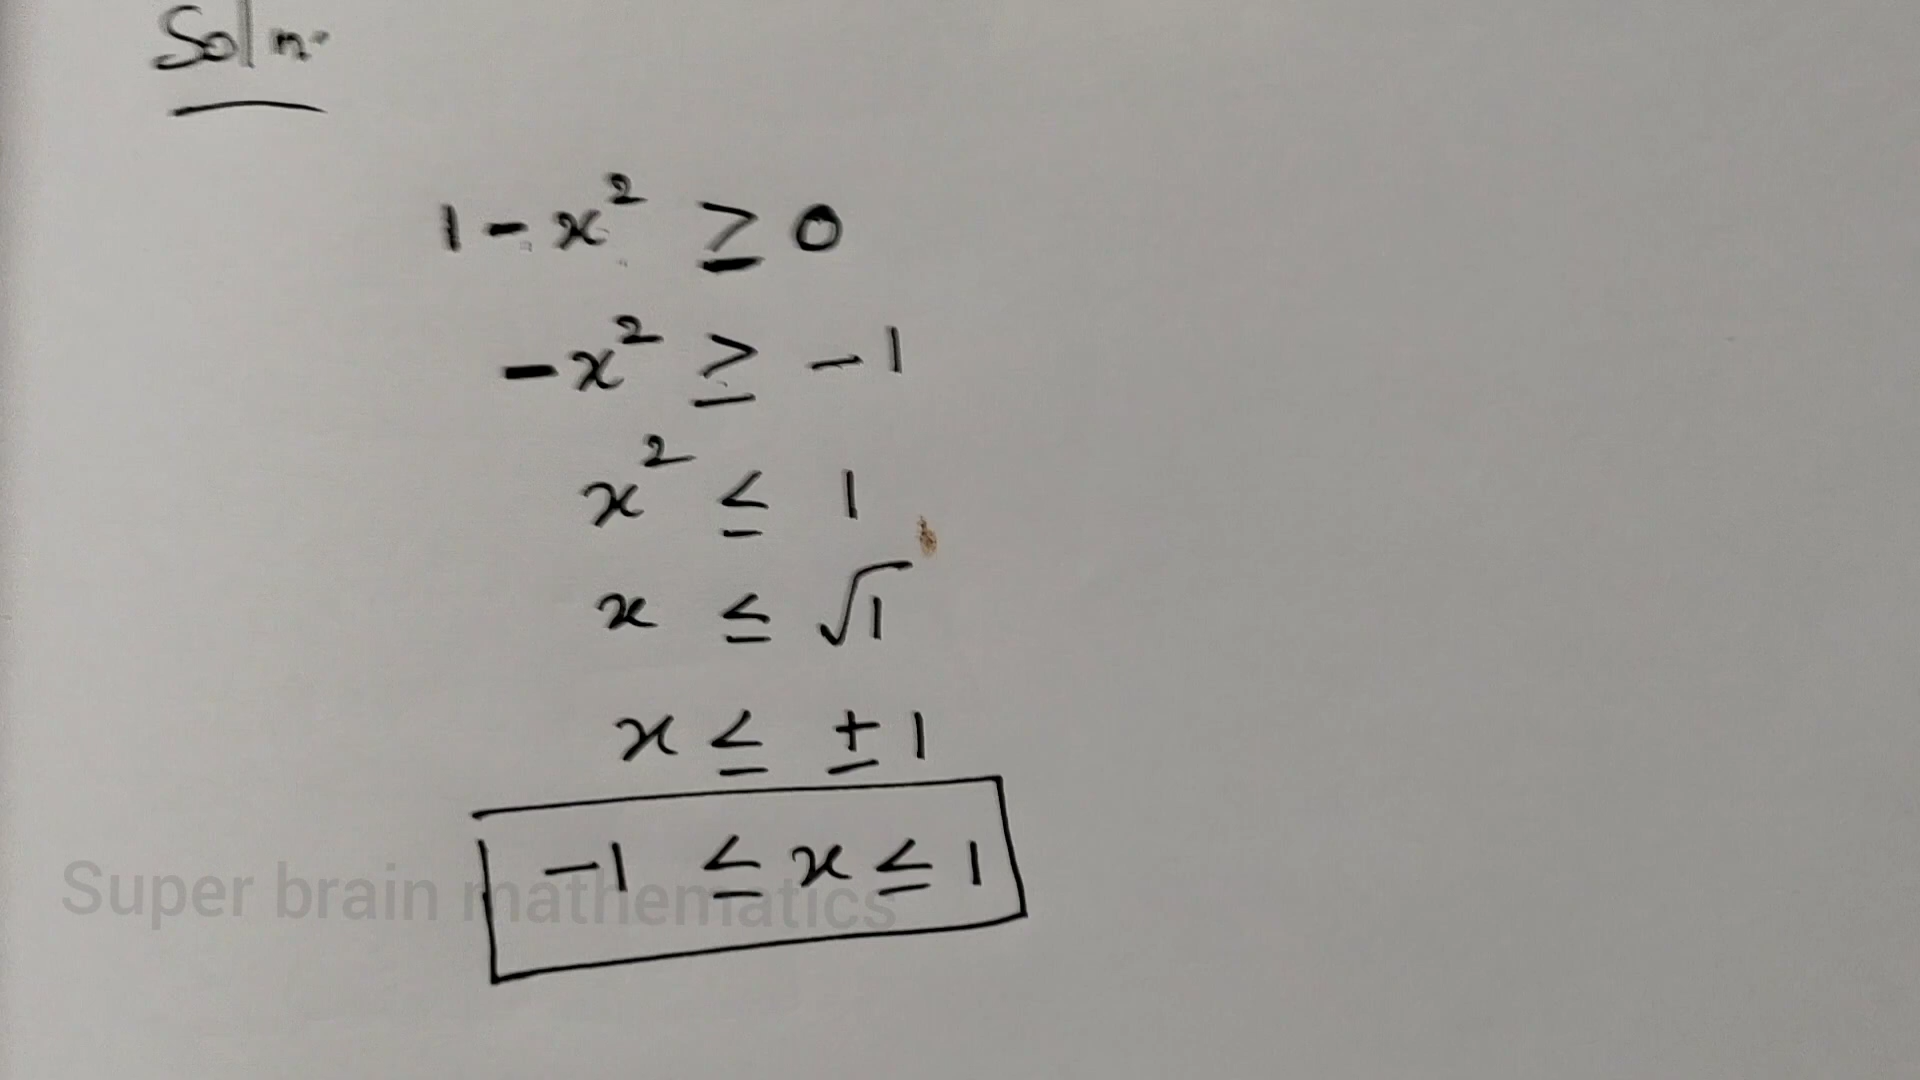 Soln.
1 - x² ≥ 0
-x² ≥ -1
x² ≤ 1
x ≤ √1
x ≤ ±1
-1 ≤ x ≤ 1
Super brain mathematics